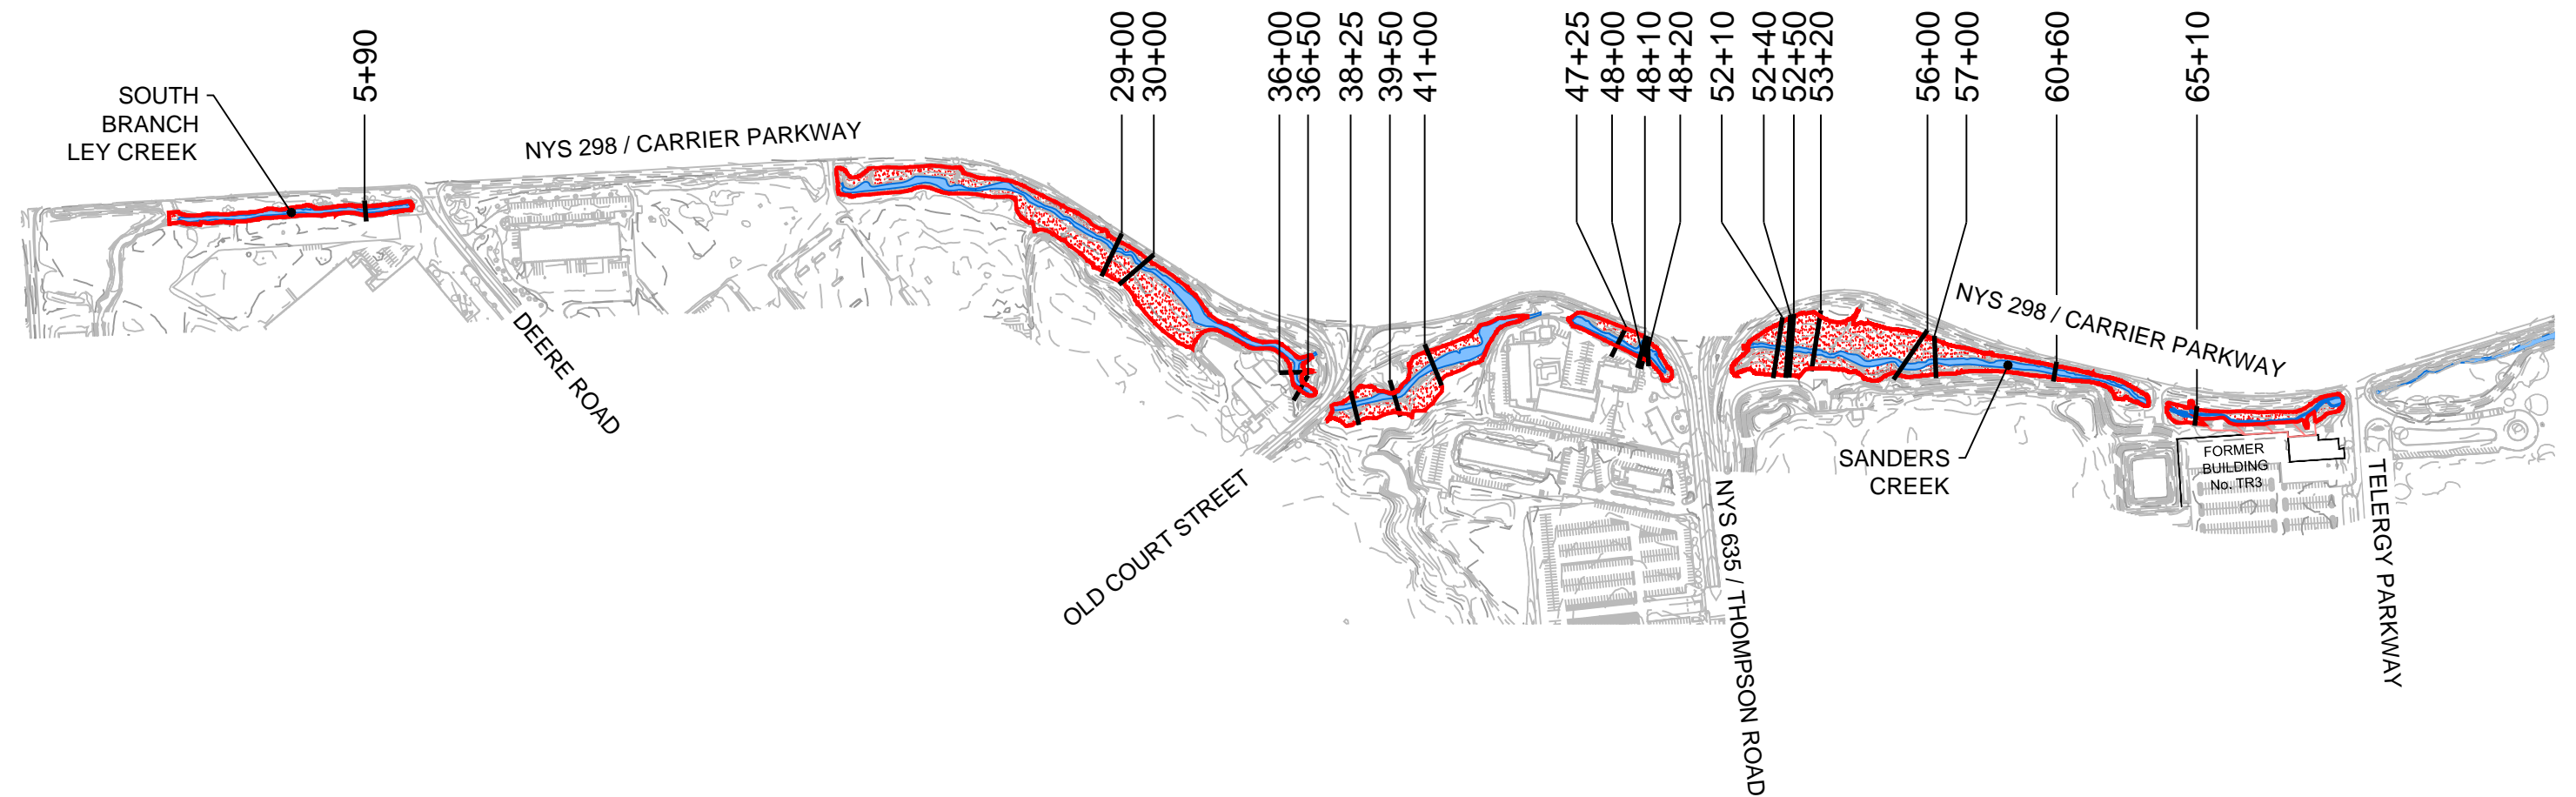 SOUTH
BRANCH
LEY CREEK
5+90
NYS 298 / CARRIER PARKWAY
29+00
30+00
36+00
36+50
38+25
39+50
41+00
47+25
48+00
48+10
48+20
52+10
52+40
52+50
53+20
56+00
57+00
60+60
65+10
DEERE ROAD
OLD COURT STREET
NYS 635 / THOMPSON ROAD
NYS 298 / CARRIER PARKWAY
SANDERS
CREEK
FORMER
BUILDING
No. TR3
TELERGY PARKWAY